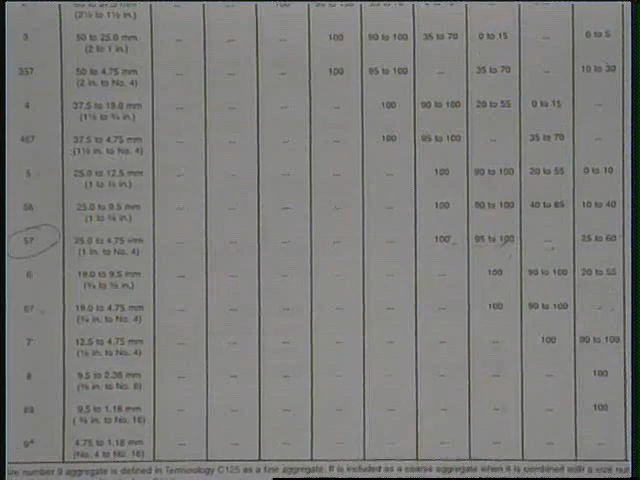 (2½ to 1½ in.)
3 50 to 25.0 mm ... ... ... 100 90 to 100 35 to 70 0 to 15 ... 0 to 5
(2 to 1 in.)
357 50 to 4.75 mm ... ... ... 100 95 to 100 ... 35 to 70 ... 10 to 30
(2 in. to No. 4)
4 37.5 to 19.0 mm ... ... ... ... 100 90 to 100 20 to 55 0 to 15 ...
(1½ to ¾ in.)
467 37.5 to 4.75 mm ... ... ... ... 100 95 to 100 ... 35 to 70 ...
(1½ in. to No. 4)
5 25.0 to 12.5 mm ... ... ... ... ... 100 90 to 100 20 to 55 0 to 10
(1 to ½ in.)
56 25.0 to 9.5 mm ... ... ... ... ... 100 90 to 100 40 to 85 10 to 40
(1 to ⅜ in.)
57 25.0 to 4.75 mm ... ... ... ... ... 100 95 to 100 ... 25 to 60
(1 in. to No. 4)
6 19.0 to 9.5 mm ... ... ... ... ... ... 100 90 to 100 20 to 55
(¾ to ⅜ in.)
67 19.0 to 4.75 mm ... ... ... ... ... ... 100 90 to 100 ...
(¾ in. to No. 4)
7 12.5 to 4.75 mm ... ... ... ... ... ... ... 100 90 to 100
(½ in. to No. 4)
8 9.5 to 2.36 mm ... ... ... ... ... ... ... ... 100
(⅜ in. to No. 8)
89 9.5 to 1.18 mm ... ... ... ... ... ... ... ... 100
(⅜ in. to No. 16)
9ᴬ 4.75 to 1.18 mm ... ... ... ... ... ... ... ... ...
(No. 4 to No. 16)
number 9 aggregate is defined in Terminology C125 as a fine aggregate. It is included as a coarse aggregate when it is combined with a size